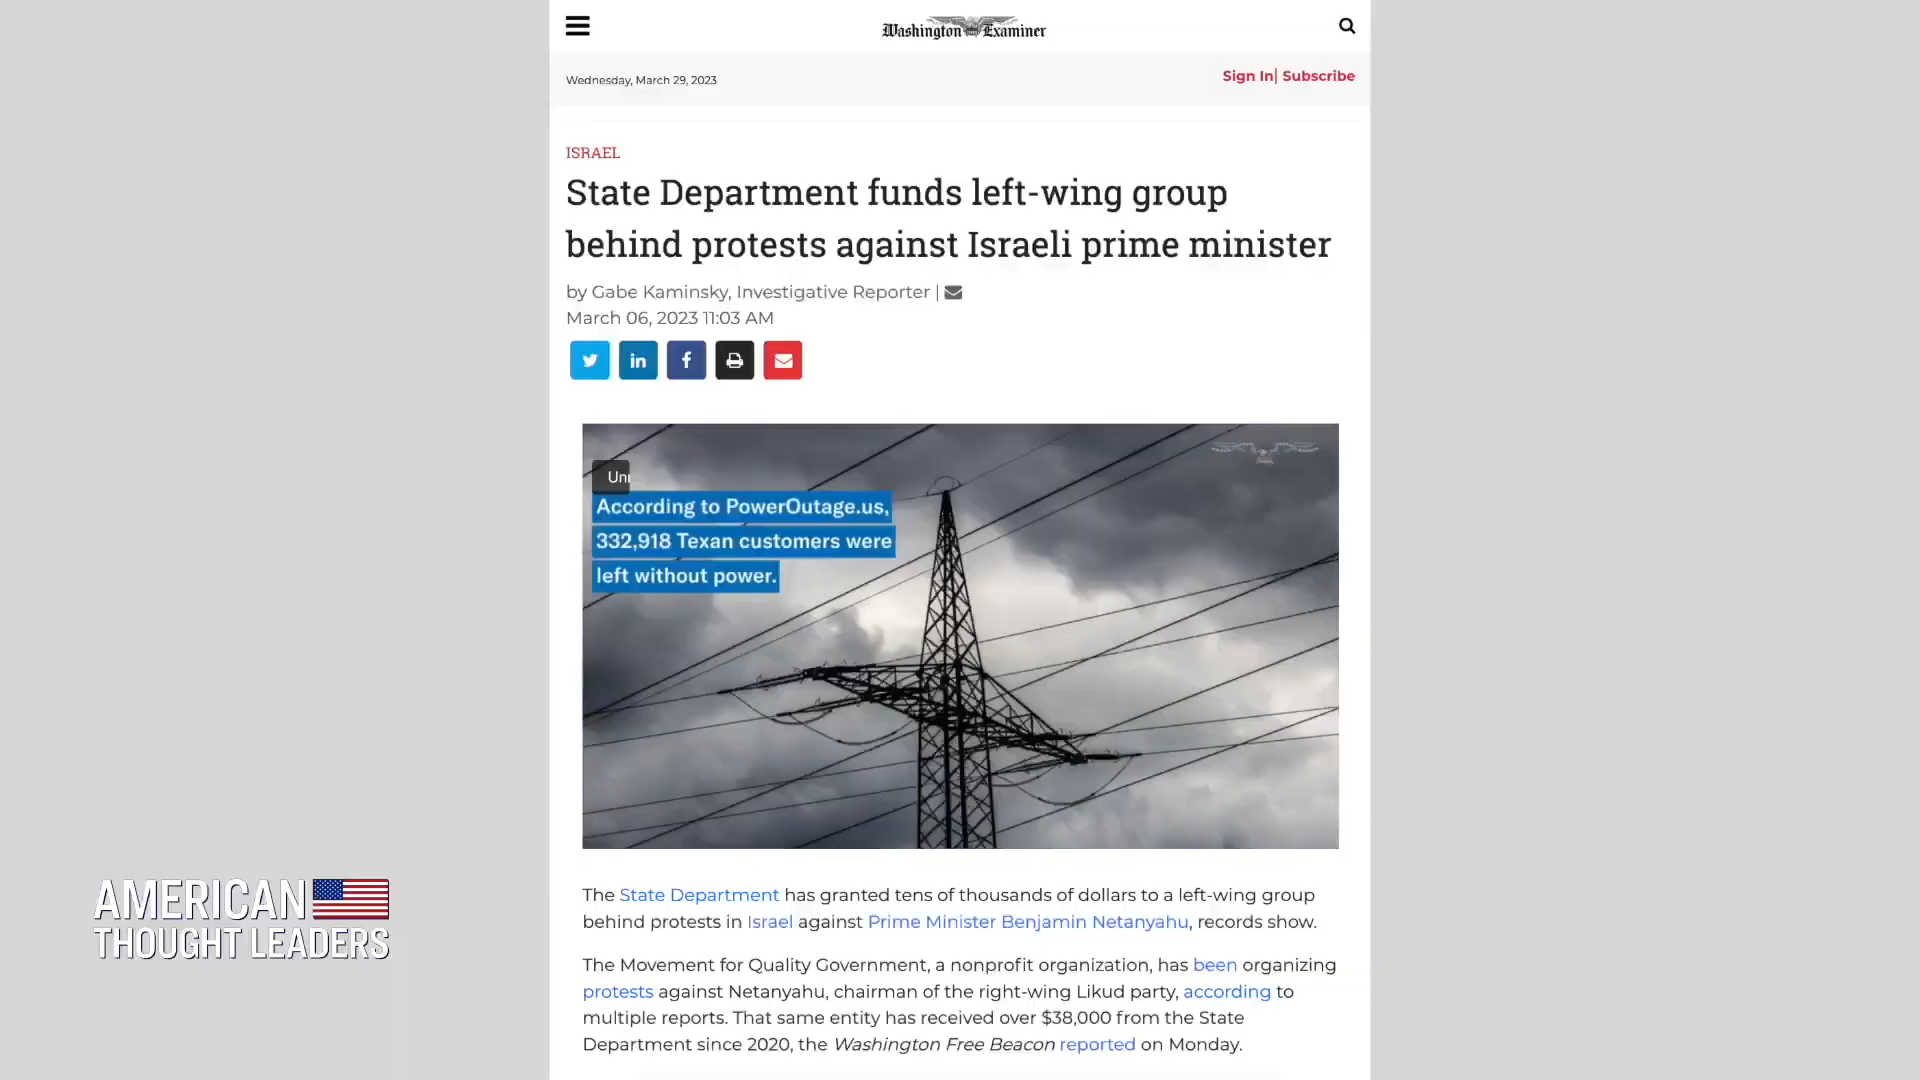 Washington Examiner
Wednesday, March 29, 2023
Sign In| Subscribe
ISRAEL
State Department funds left-wing group
behind protests against Israeli prime minister
by Gabe Kaminsky, Investigative Reporter |
March 06, 2023 11:03 AM
According to PowerOutage.us,
332,918 Texan customers were
left without power.
The State Department has granted tens of thousands of dollars to a left-wing group
behind protests in Israel against Prime Minister Benjamin Netanyahu, records show.
The Movement for Quality Government, a nonprofit organization, has been organizing
protests against Netanyahu, chairman of the right-wing Likud party, according to
multiple reports. That same entity has received over $38,000 from the State
Department since 2020, the Washington Free Beacon reported on Monday.
AMERICAN
THOUGHT LEADERS